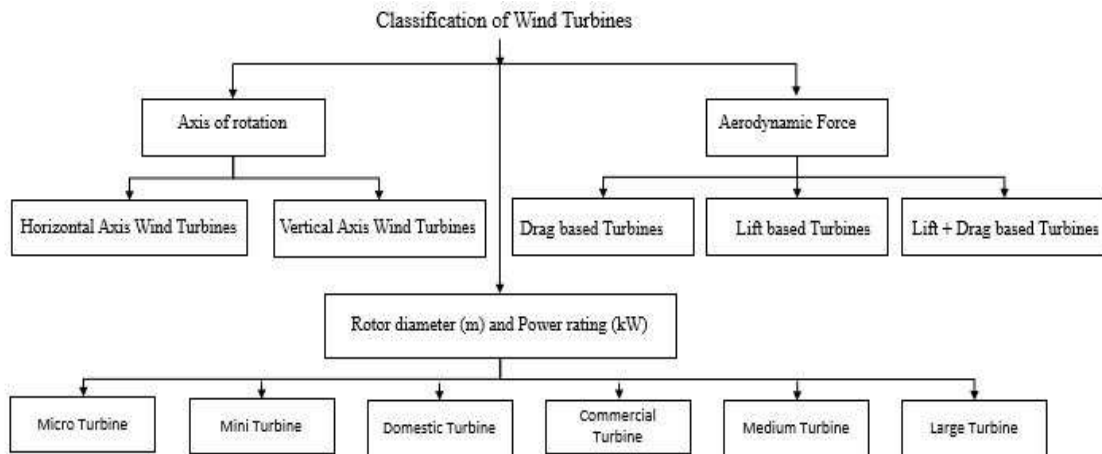 Classification of Wind Turbines
Axis of rotation
Aerodynamic Force
Horizontal Axis Wind Turbines
Vertical Axis Wind Turbines
Drag based Turbines
Lift based Turbines
Lift + Drag based Turbines
Rotor diameter (m) and Power rating (kW)
Micro Turbine
Mini Turbine
Domestic Turbine
Commercial
Turbine
Medium Turbine
Large Turbine